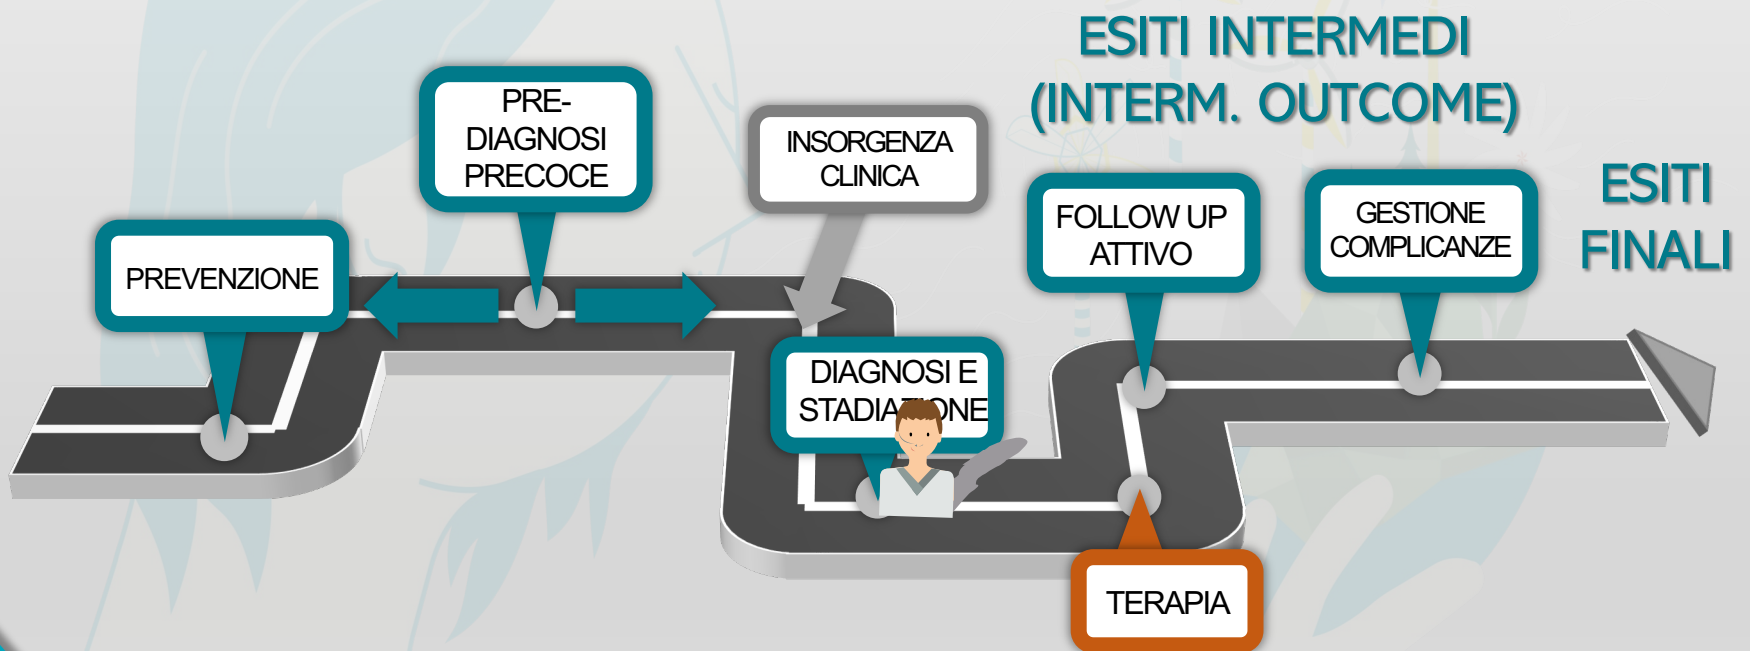 ESITI INTERMEDI
(INTERM. OUTCOME)
PRE-
DIAGNOSI
PRECOCE
INSORGENZA
CLINICA
ESITI
FINALI
PREVENZIONE
FOLLOW UP
ATTIVO
GESTIONE
COMPLICANZE
DIAGNOSI E
STADIAZIONE
TERAPIA